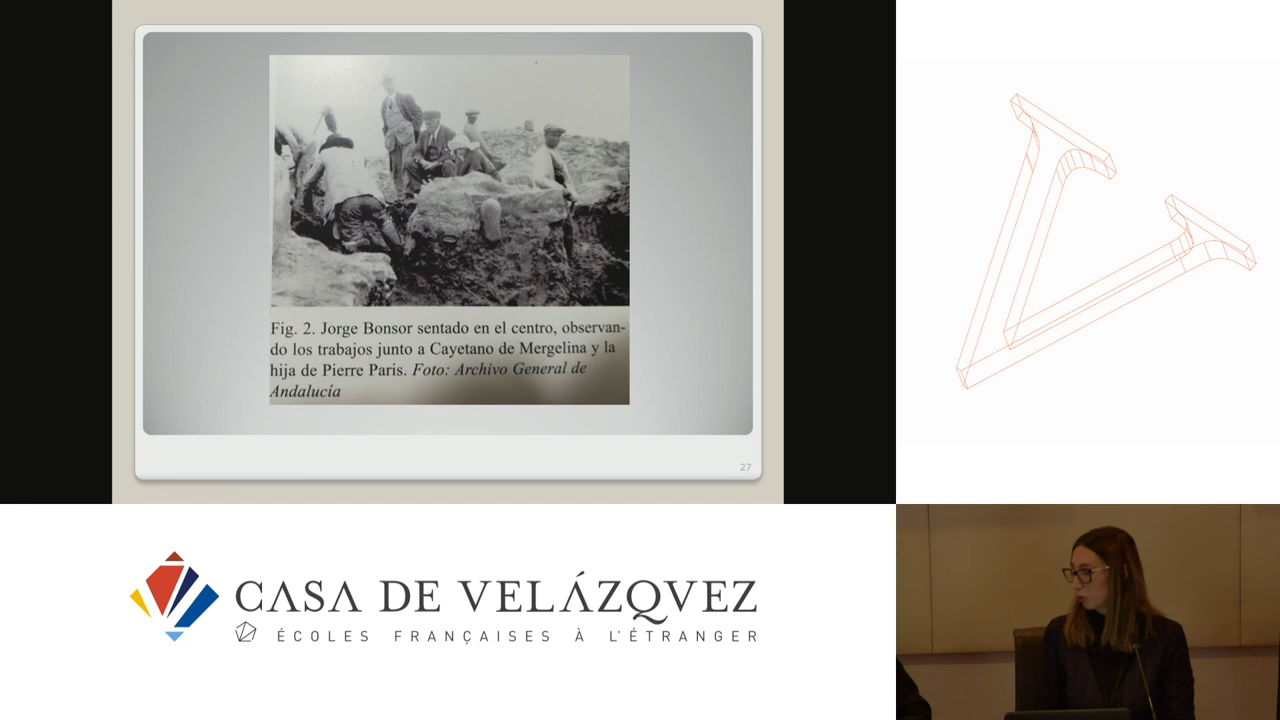 Fig. 2. Jorge Bonsor sentado en el centro, observan-
do los trabajos junto a Cayetano de Mergelina y la
hija de Pierre Paris. Foto: Archivo General de
Andalucía
27
CASA DE VELÁZQVEZ
ÉCOLES FRANÇAISES À L'ÉTRANGER